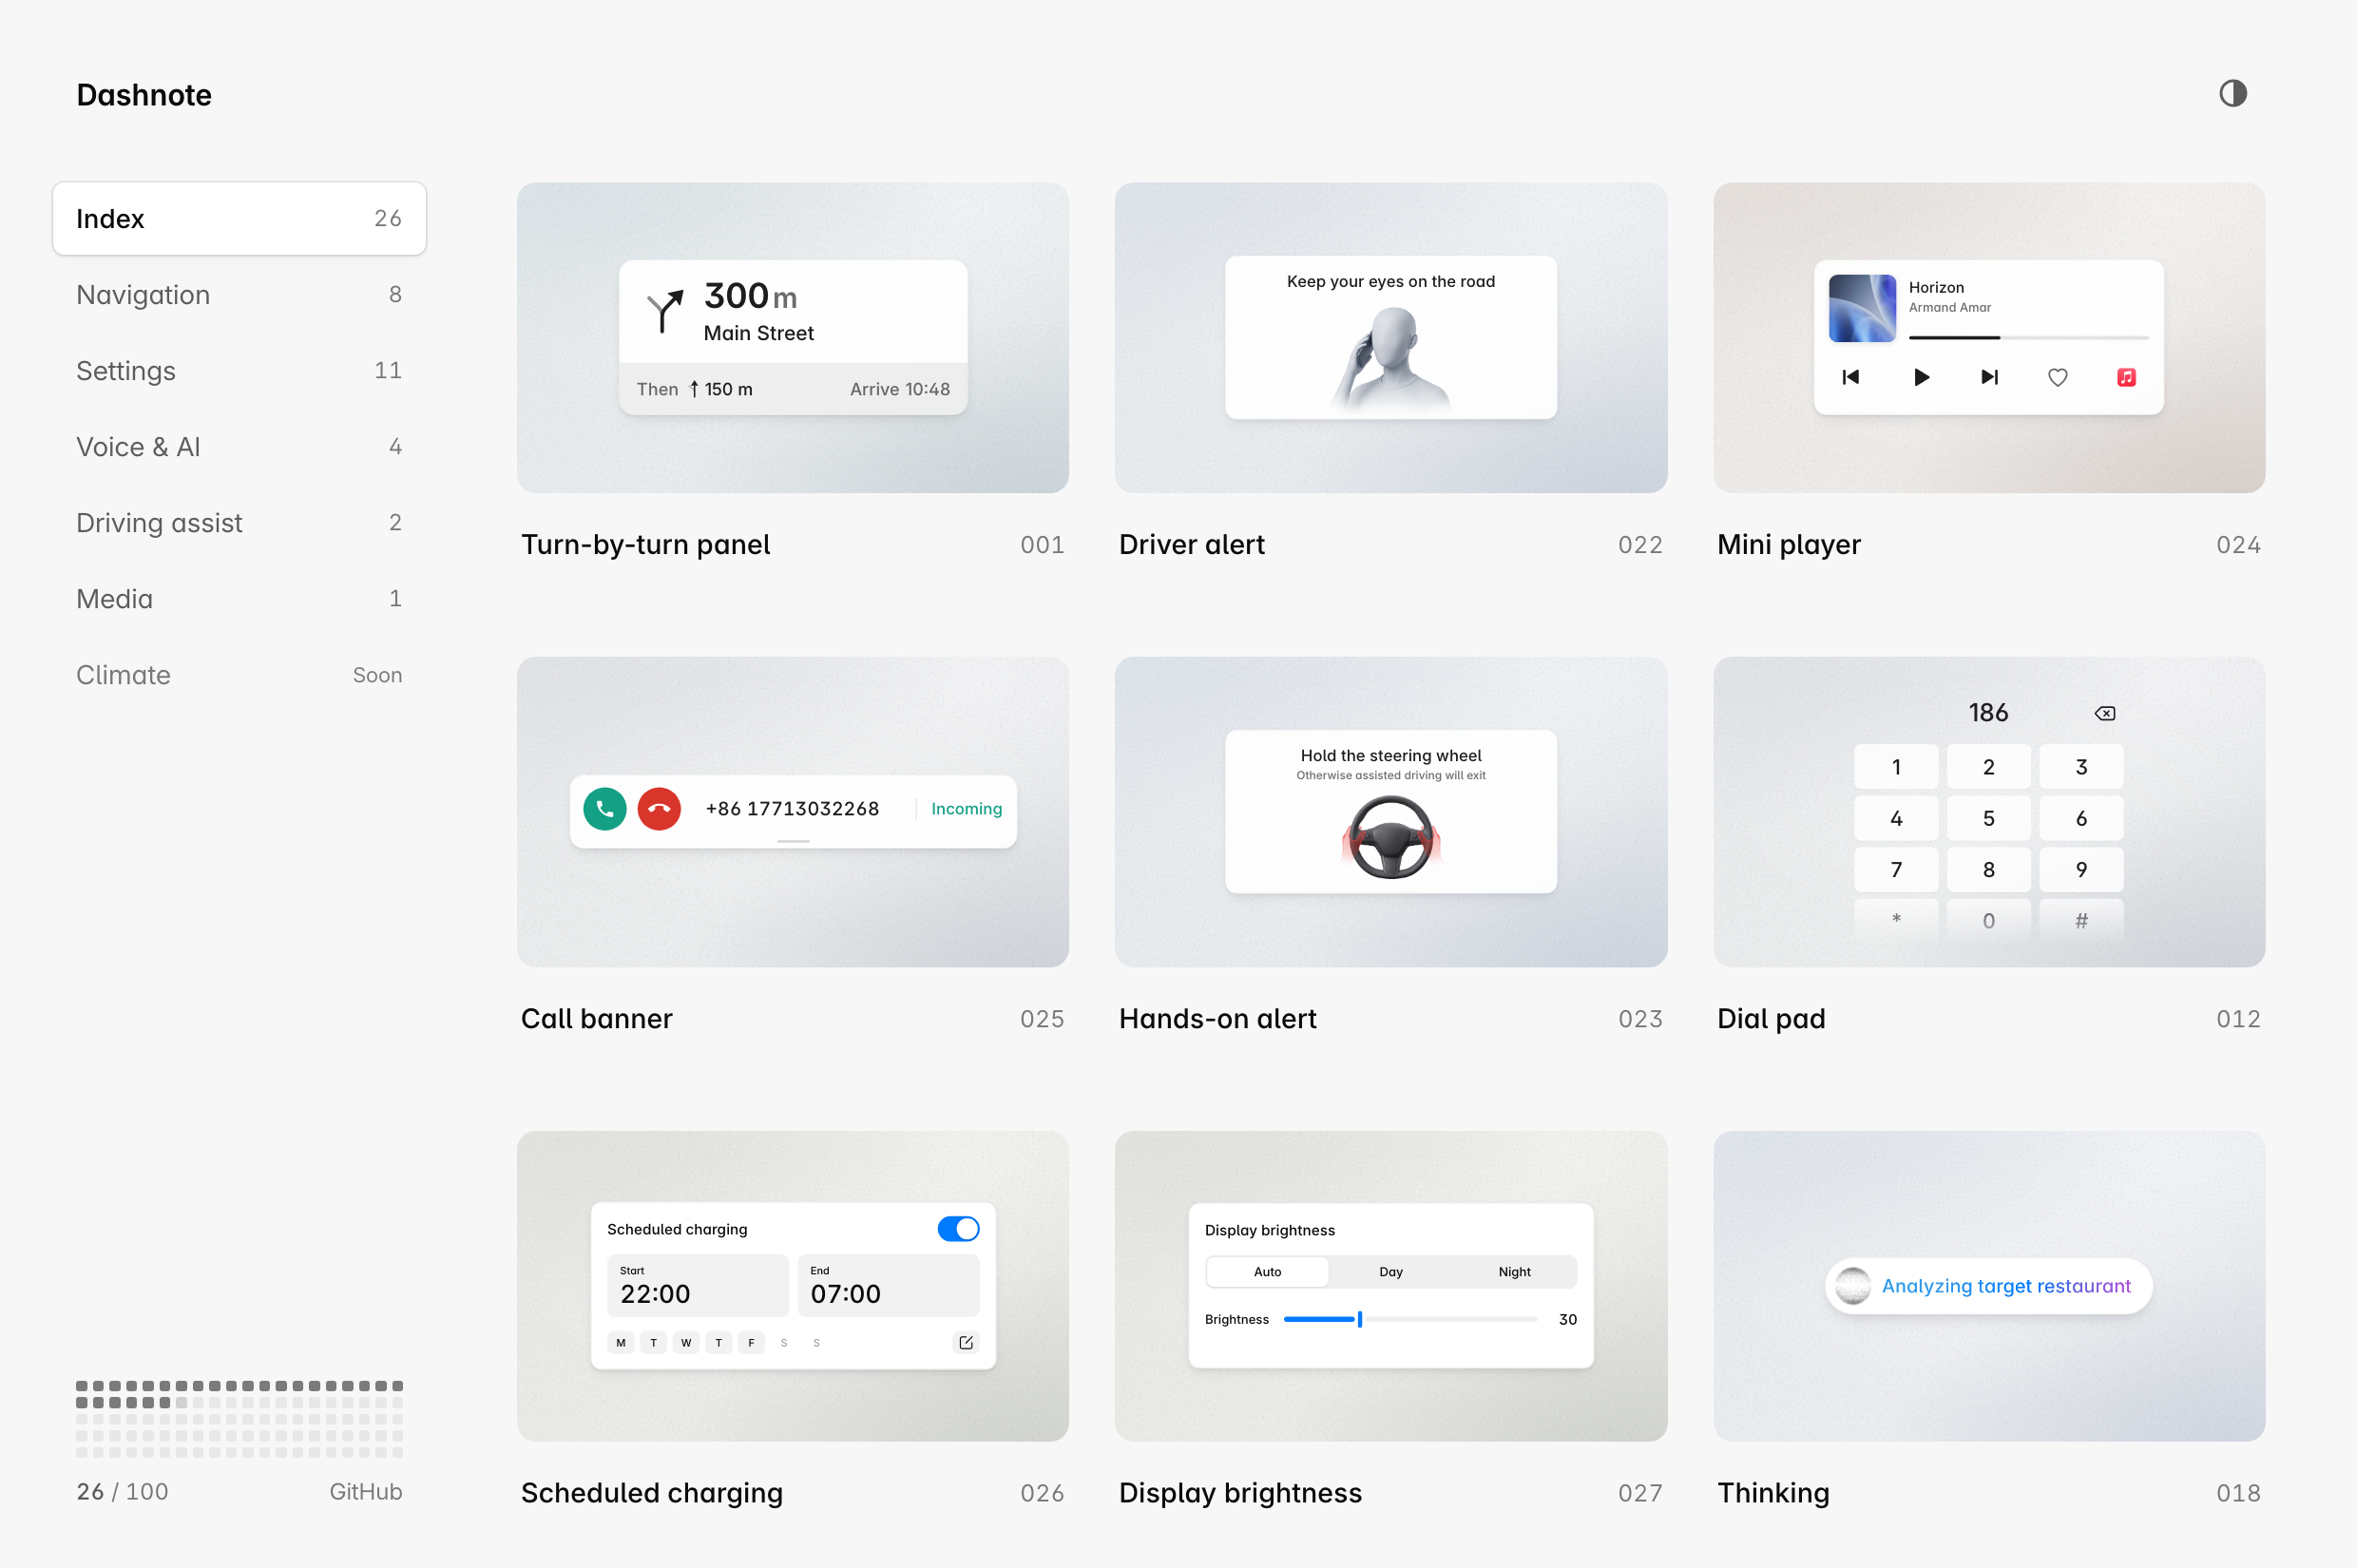 Dashnote
Index 26
Navigation 8
Settings 11
Voice & AI 4
Driving assist 2
Media 1
Climate Soon
26 / 100 GitHub
300 m
Main Street
Then 150 m Arrive 10:48
Turn-by-turn panel 001
Keep your eyes on the road
Driver alert 022
Horizon
Armand Amar
Mini player 024
+86 17713032268 Incoming
Call banner 025
Hold the steering wheel
Otherwise assisted driving will exit
Hands-on alert 023
186
1 2 3
4 5 6
7 8 9
* 0 #
Dial pad 012
Scheduled charging
Start End
22:00 07:00
M T W T F S S
Scheduled charging 026
Display brightness
Auto Day Night
Brightness 30
Display brightness 027
Analyzing target restaurant
Thinking 018